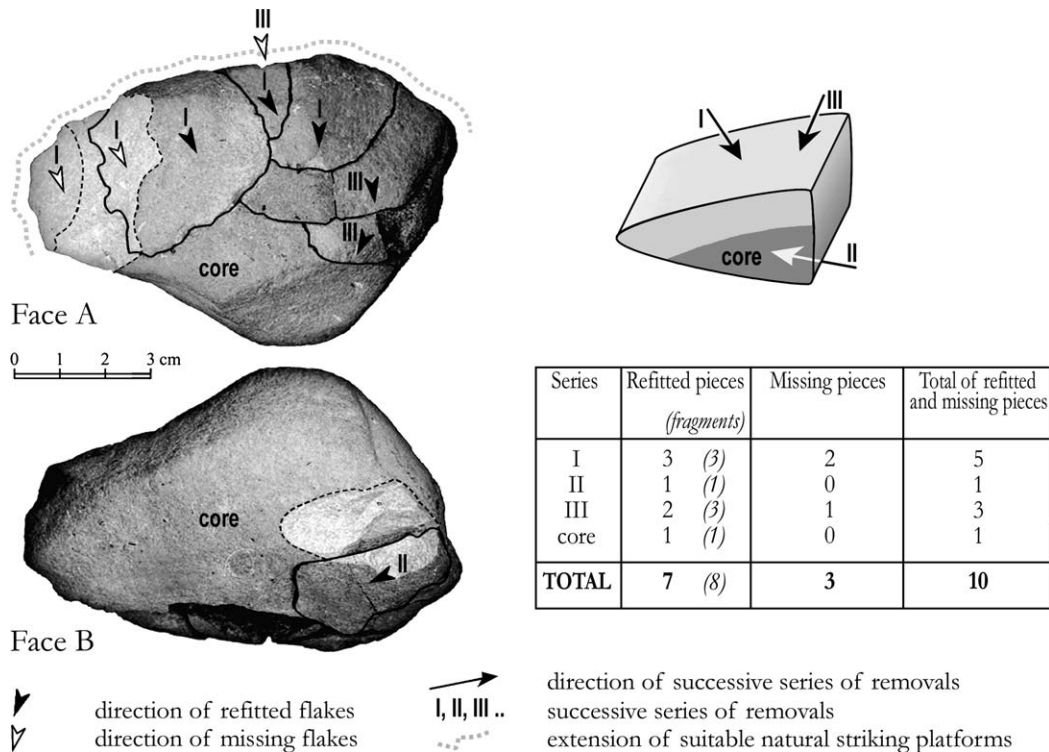 III
I
I
I
I
I
III
III
core
Face A
0 1 2 3 cm
core
II
Face B
I
III
core
II
Series Refitted pieces Missing pieces Total of refitted
(fragments) and missing pieces
I 3 (3) 2 5
II 1 (1) 0 1
III 2 (3) 1 3
core 1 (1) 0 1
TOTAL 7 (8) 3 10
direction of refitted flakes
direction of missing flakes
direction of successive series of removals
I, II, III .. successive series of removals
extension of suitable natural striking platforms